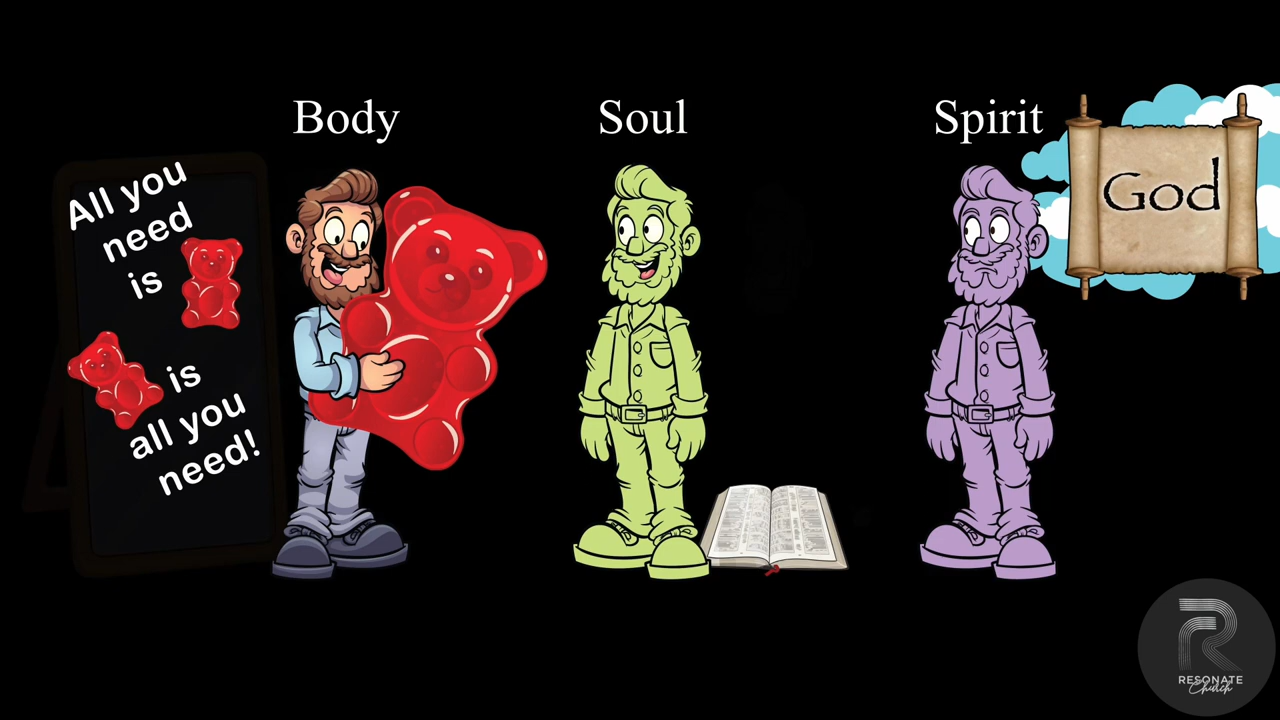 Body
Soul
Spirit
God
All you
need
is
is
all you
need!
RESONATE
Church